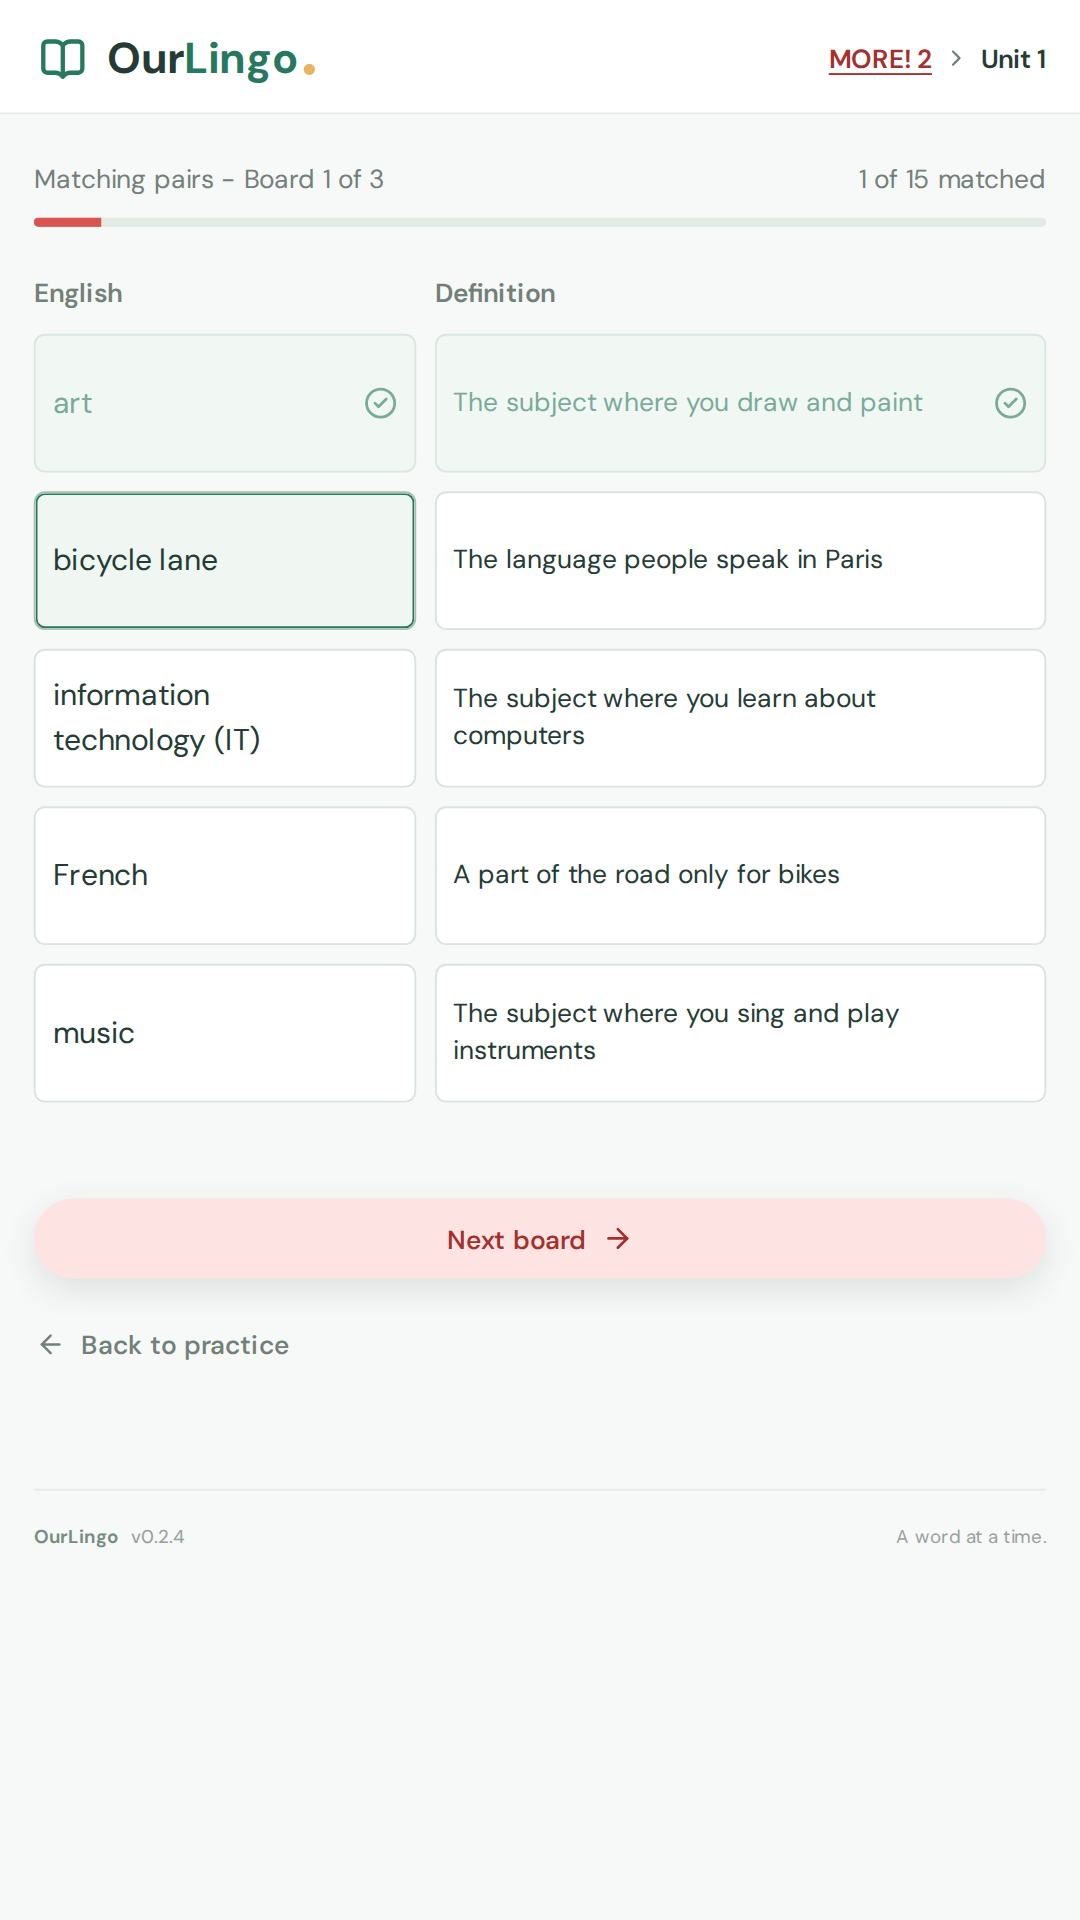 OurLingo.
MORE! 2 > Unit 1
Matching pairs - Board 1 of 3
1 of 15 matched
English
Definition
art
The subject where you draw and paint
bicycle lane
The language people speak in Paris
information
technology (IT)
The subject where you learn about
computers
French
A part of the road only for bikes
music
The subject where you sing and play
instruments
Next board →
← Back to practice
OurLingo v0.2.4
A word at a time.